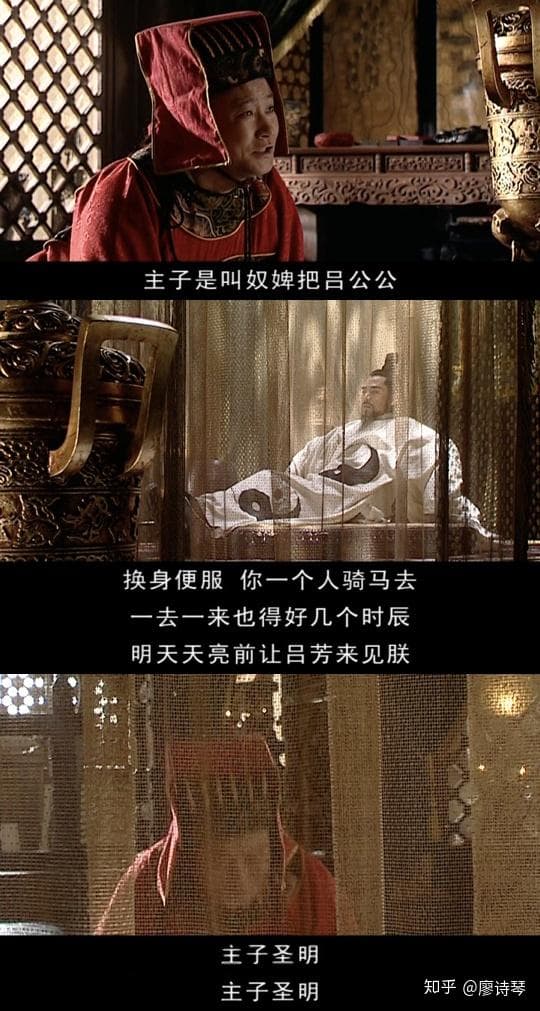 主子是叫奴婢把吕公公
换身便服 你一个人骑马去
一去一来也得好几个时辰
明天天亮前让吕芳来见朕
主子圣明
主子圣明
知乎 @廖诗琴